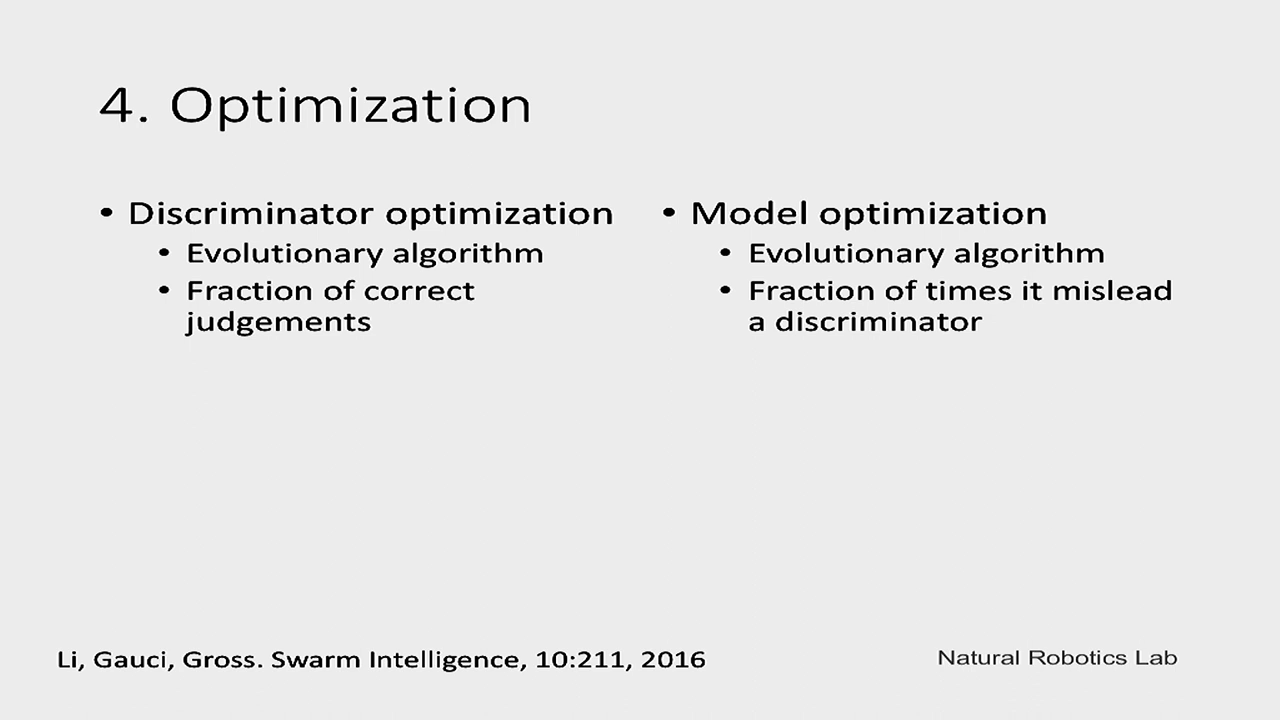 4. Optimization
• Discriminator optimization
• Evolutionary algorithm
• Fraction of correct
judgements
• Model optimization
• Evolutionary algorithm
• Fraction of times it mislead
a discriminator
Li, Gauci, Gross. Swarm Intelligence, 10:211, 2016
Natural Robotics Lab